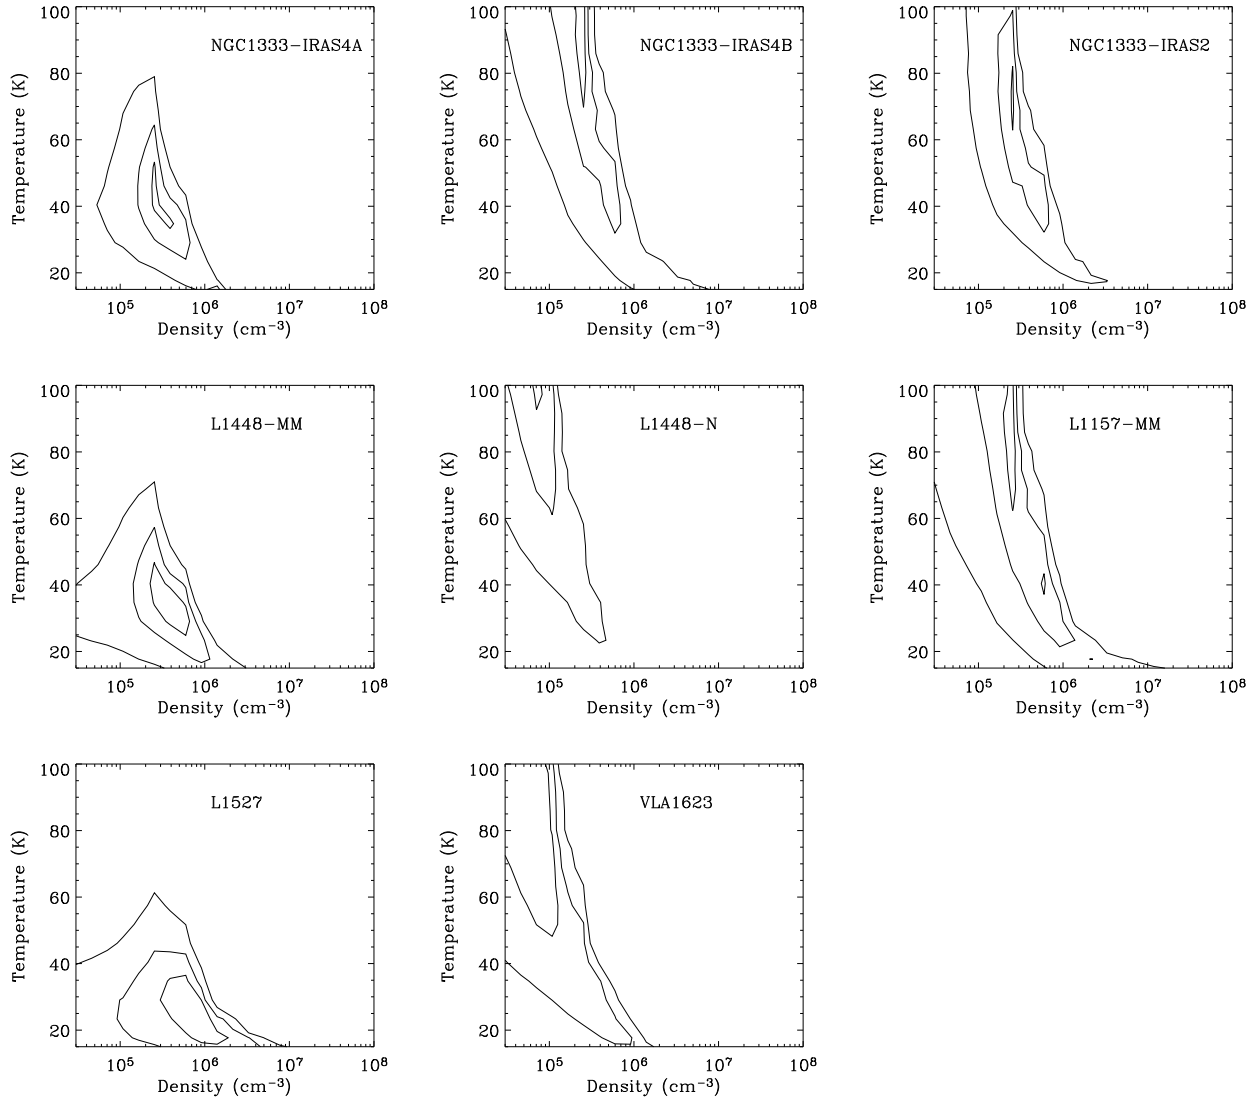 NGC1333−IRAS4A
100
80
60
40
20
Temperature (K)
10⁵ 10⁶ 10⁷ 10⁸
Density (cm⁻³)
NGC1333−IRAS4B
100
80
60
40
20
Temperature (K)
10⁵ 10⁶ 10⁷ 10⁸
Density (cm⁻³)
NGC1333−IRAS2
100
80
60
40
20
Temperature (K)
10⁵ 10⁶ 10⁷ 10⁸
Density (cm⁻³)
L1448−MM
100
80
60
40
20
Temperature (K)
10⁵ 10⁶ 10⁷ 10⁸
Density (cm⁻³)
L1448−N
100
80
60
40
20
Temperature (K)
10⁵ 10⁶ 10⁷ 10⁸
Density (cm⁻³)
L1157−MM
100
80
60
40
20
Temperature (K)
10⁵ 10⁶ 10⁷ 10⁸
Density (cm⁻³)
L1527
100
80
60
40
20
Temperature (K)
10⁵ 10⁶ 10⁷ 10⁸
Density (cm⁻³)
VLA1623
100
80
60
40
20
Temperature (K)
10⁵ 10⁶ 10⁷ 10⁸
Density (cm⁻³)